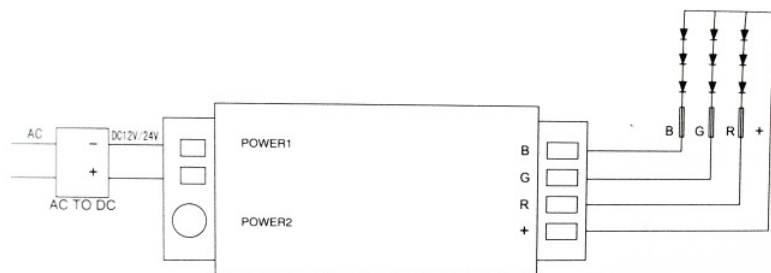 AC
DC12V/24V
−
+
AC TO DC
POWER1
POWER2
B
G
R
+
B G R +